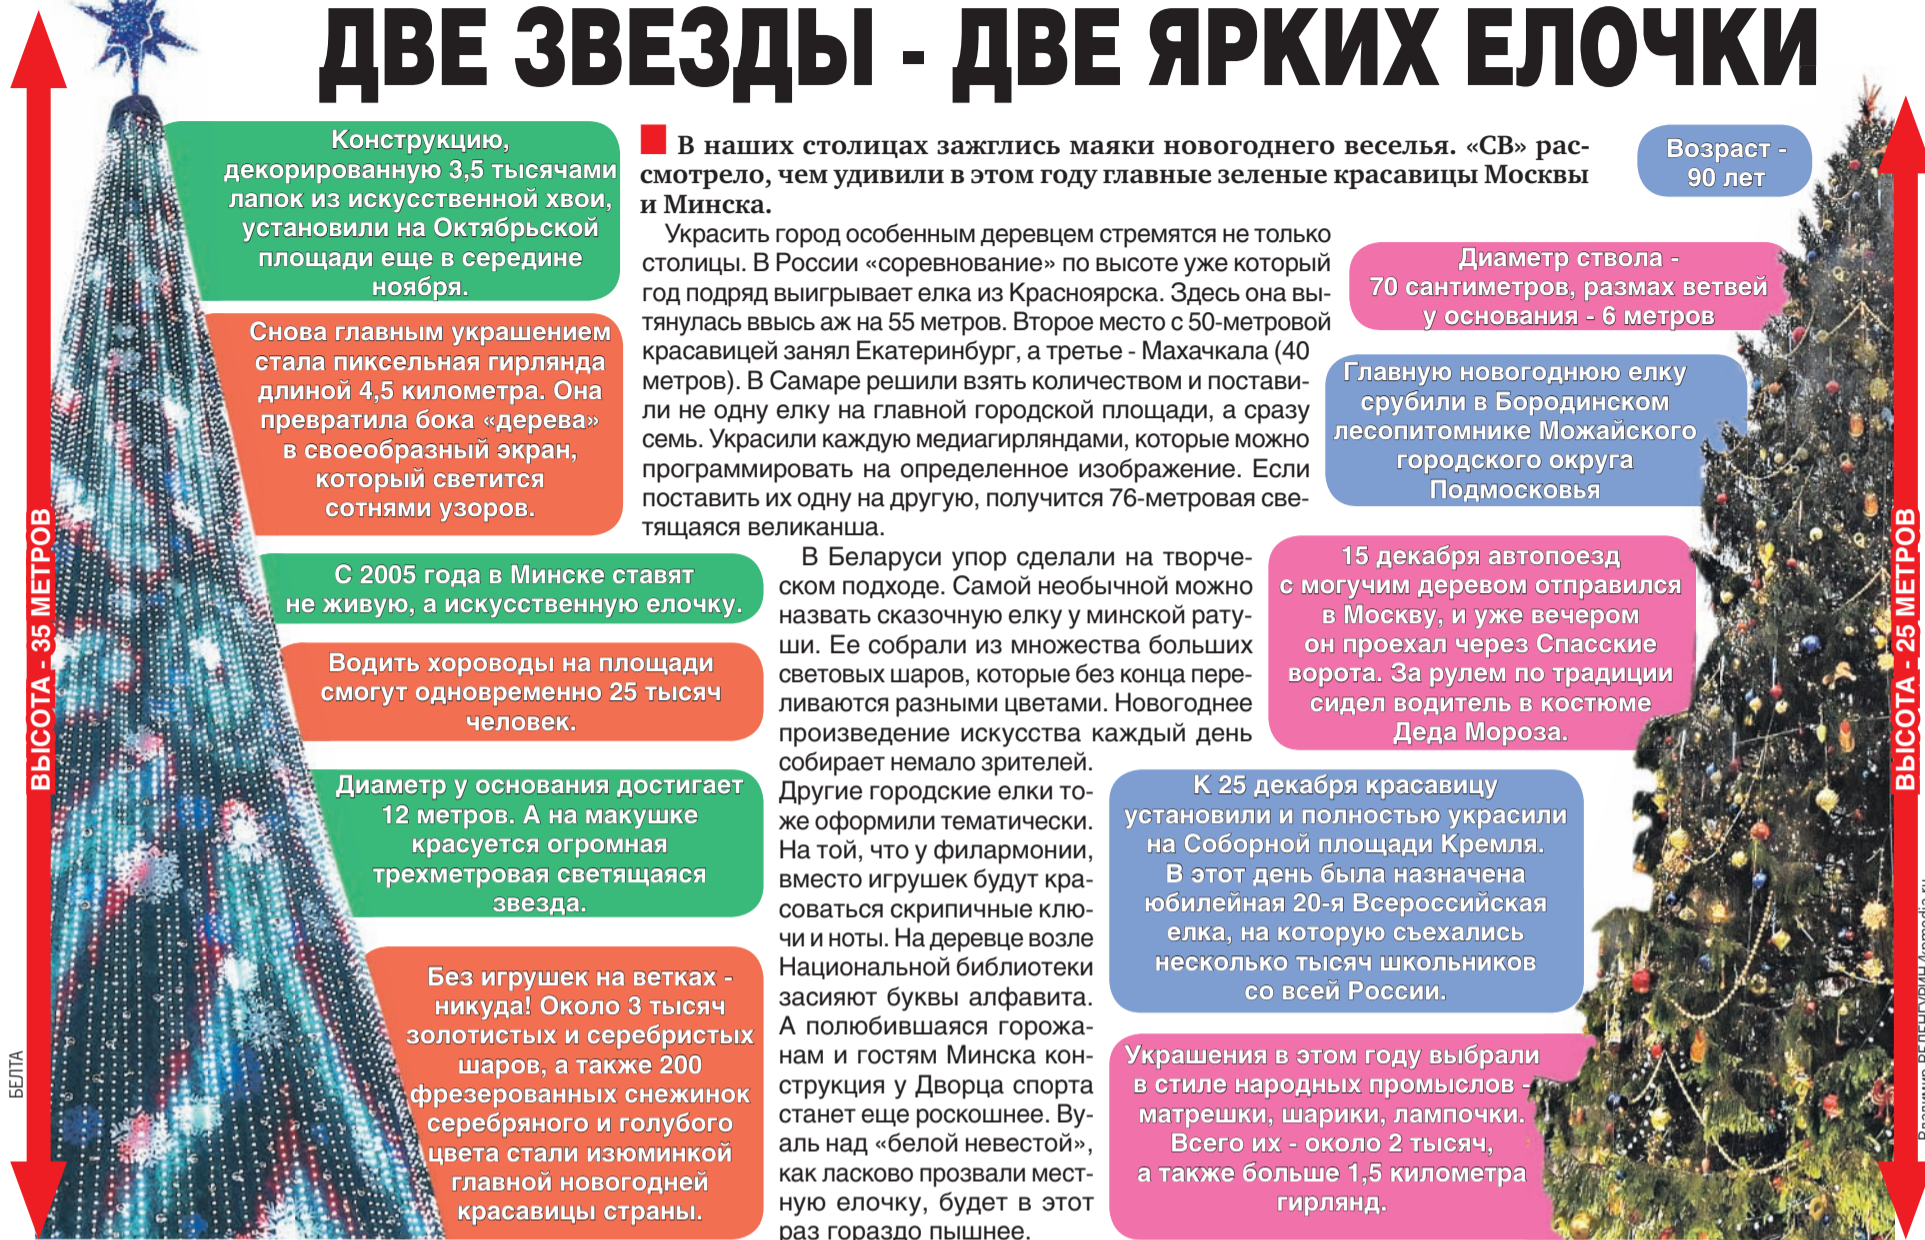 ДВЕ ЗВЕЗДЫ - ДВЕ ЯРКИХ ЕЛОЧКИ
В наших столицах зажглись маяки новогоднего веселья. «СВ» рас-
смотрело, чем удивили в этом году главные зеленые красавицы Москвы
и Минска.
Украсить город особенным деревцем стремятся не только
столицы. В России «соревнование» по высоте уже который
год подряд выигрывает елка из Красноярска. Здесь она вы-
тянулась ввысь аж на 55 метров. Второе место с 50-метровой
красавицей занял Екатеринбург, а третье - Махачкала (40
метров). В Самаре решили взять количеством и постави-
ли не одну елку на главной городской площади, а сразу
семь. Украсили каждую медиагирляндами, которые можно
программировать на определенное изображение. Если
поставить их одну на другую, получится 76-метровая све-
тящаяся великанша.
В Беларуси упор сделали на творче-
ском подходе. Самой необычной можно
назвать сказочную елку у минской рату-
ши. Ее собрали из множества больших
световых шаров, которые без конца пере-
ливаются разными цветами. Новогоднее
произведение искусства каждый день
собирает немало зрителей.
Другие городские елки то-
же оформили тематически.
На той, что у филармонии,
вместо игрушек будут кра-
соваться скрипичные клю-
чи и ноты. На деревце возле
Национальной библиотеки
засияют буквы алфавита.
А полюбившаяся горожа-
нам и гостям Минска кон-
струкция у Дворца спорта
станет еще роскошнее. Ву-
аль над «белой невестой»,
как ласково прозвали мест-
ную елочку, будет в этот
раз гораздо пышнее.
ВЫСОТА - 35 МЕТРОВ
БЕЛТА
Конструкцию,
декорированную 3,5 тысячами
лапок из искусственной хвои,
установили на Октябрьской
площади еще в середине
ноября.
Снова главным украшением
стала пиксельная гирлянда
длиной 4,5 километра. Она
превратила бока «дерева»
в своеобразный экран,
который светится
сотнями узоров.
С 2005 года в Минске ставят
не живую, а искусственную елочку.
Водить хороводы на площади
смогут одновременно 25 тысяч
человек.
Диаметр у основания достигает
12 метров. А на макушке
красуется огромная
трехметровая светящаяся
звезда.
Без игрушек на ветках -
никуда! Около 3 тысяч
золотистых и серебристых
шаров, а также 200
фрезерованных снежинок
серебряного и голубого
цвета стали изюминкой
главной новогодней
красавицы страны.
Возраст -
90 лет
Диаметр ствола -
70 сантиметров, размах ветвей
у основания - 6 метров
Главную новогоднюю елку
срубили в Бородинском
лесопитомнике Можайского
городского округа
Подмосковья
15 декабря автопоезд
с могучим деревом отправился
в Москву, и уже вечером
он проехал через Спасские
ворота. За рулем по традиции
сидел водитель в костюме
Деда Мороза.
К 25 декабря красавицу
установили и полностью украсили
на Соборной площади Кремля.
В этот день была назначена
юбилейная 20-я Всероссийская
елка, на которую съехались
несколько тысяч школьников
со всей России.
Украшения в этом году выбрали
в стиле народных промыслов -
матрешки, шарики, лампочки.
Всего их - около 2 тысяч,
а также больше 1,5 километра
гирлянд.
ВЫСОТА - 25 МЕТРОВ